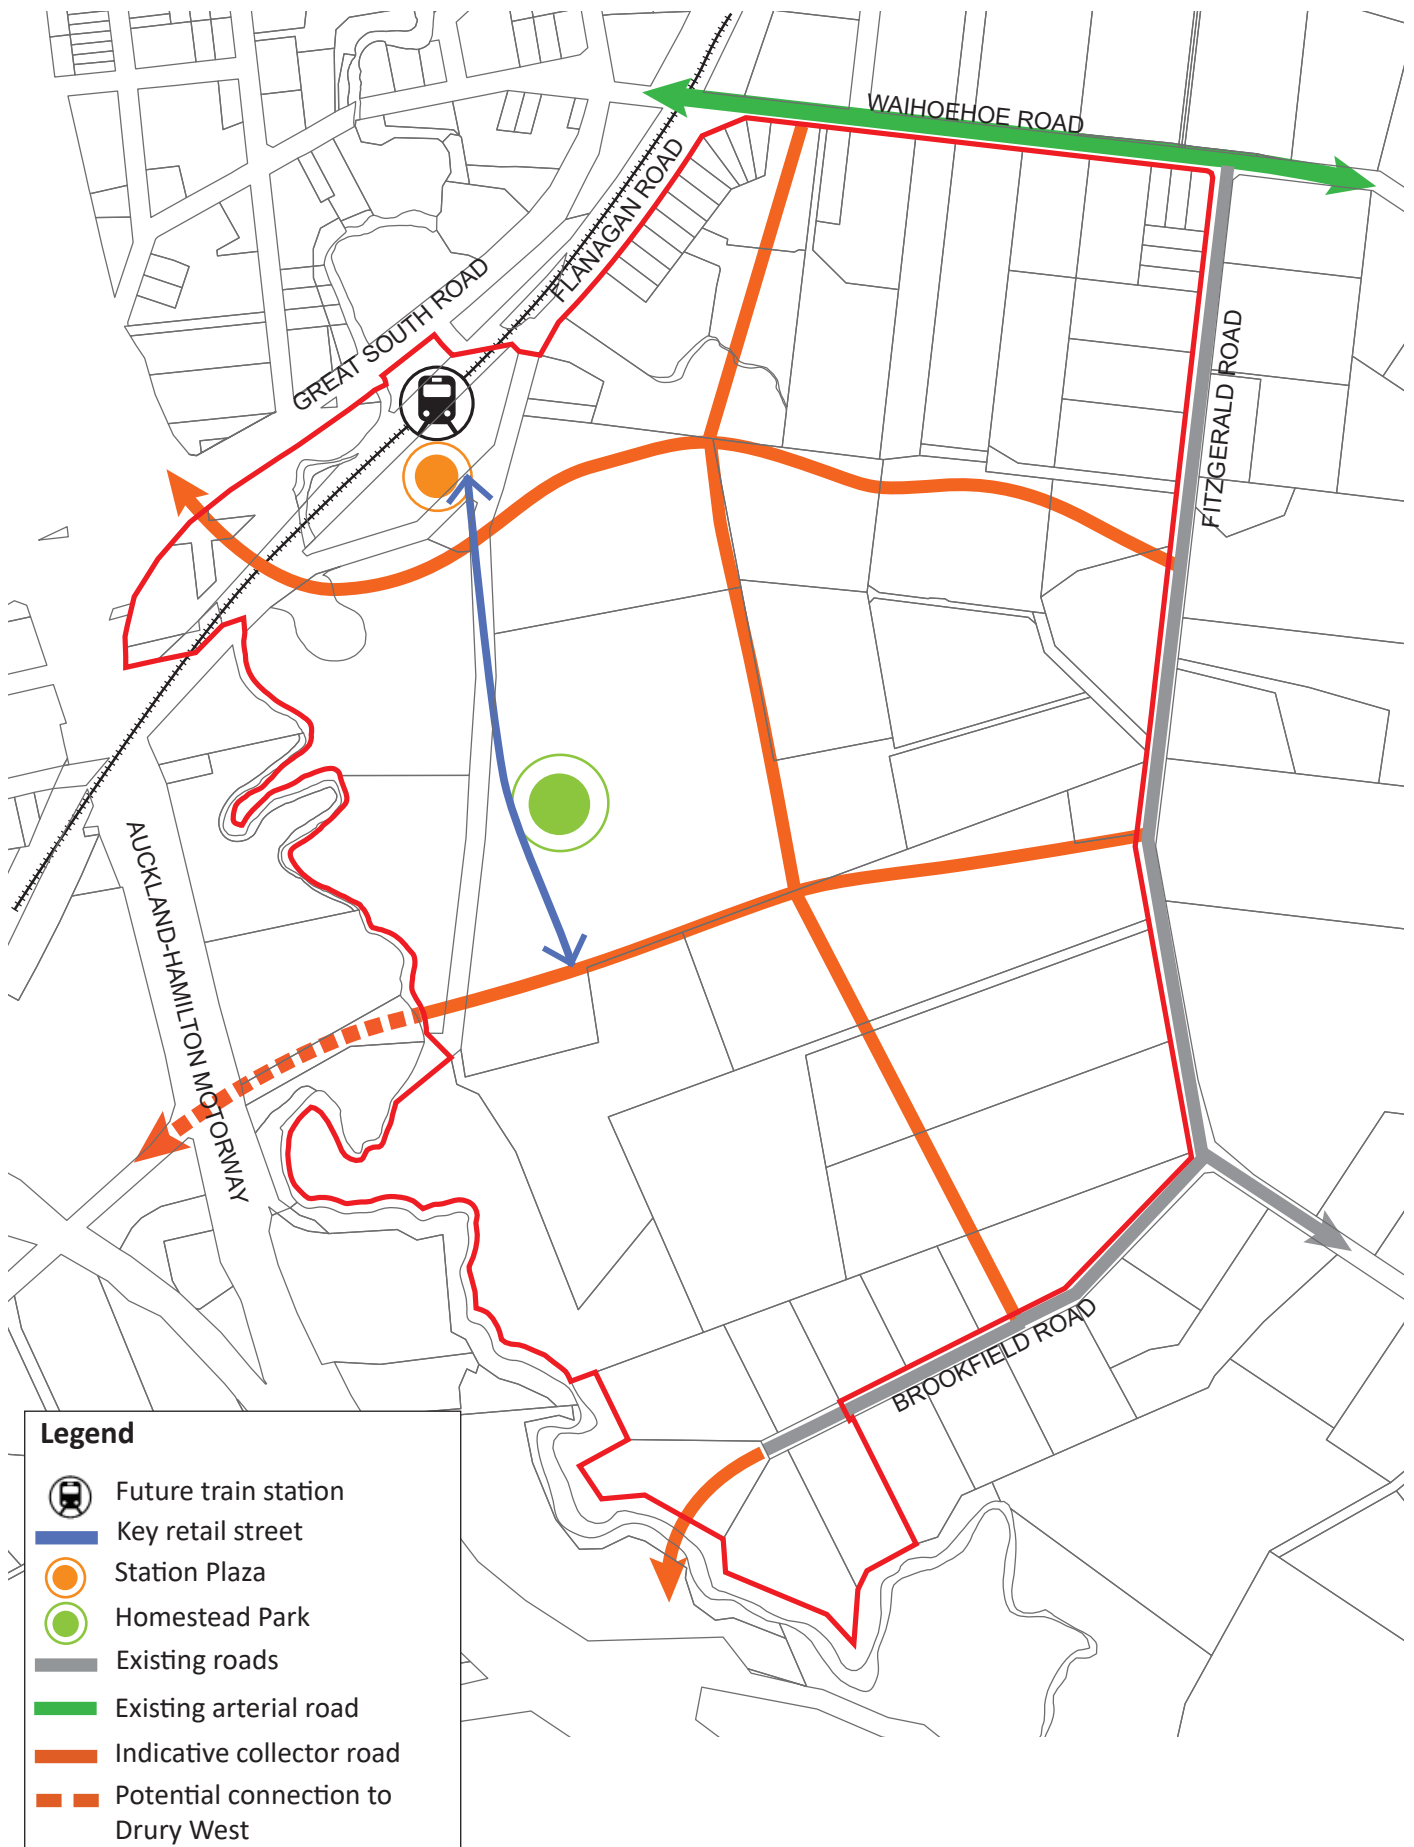 WAIHOEHOE ROAD
FLANAGAN ROAD
GREAT SOUTH ROAD
FITZGERALD ROAD
AUCKLAND-HAMILTON MOTORWAY
BROOKFIELD ROAD
Legend
Future train station
Key retail street
Station Plaza
Homestead Park
Existing roads
Existing arterial road
Indicative collector road
Potential connection to
Drury West